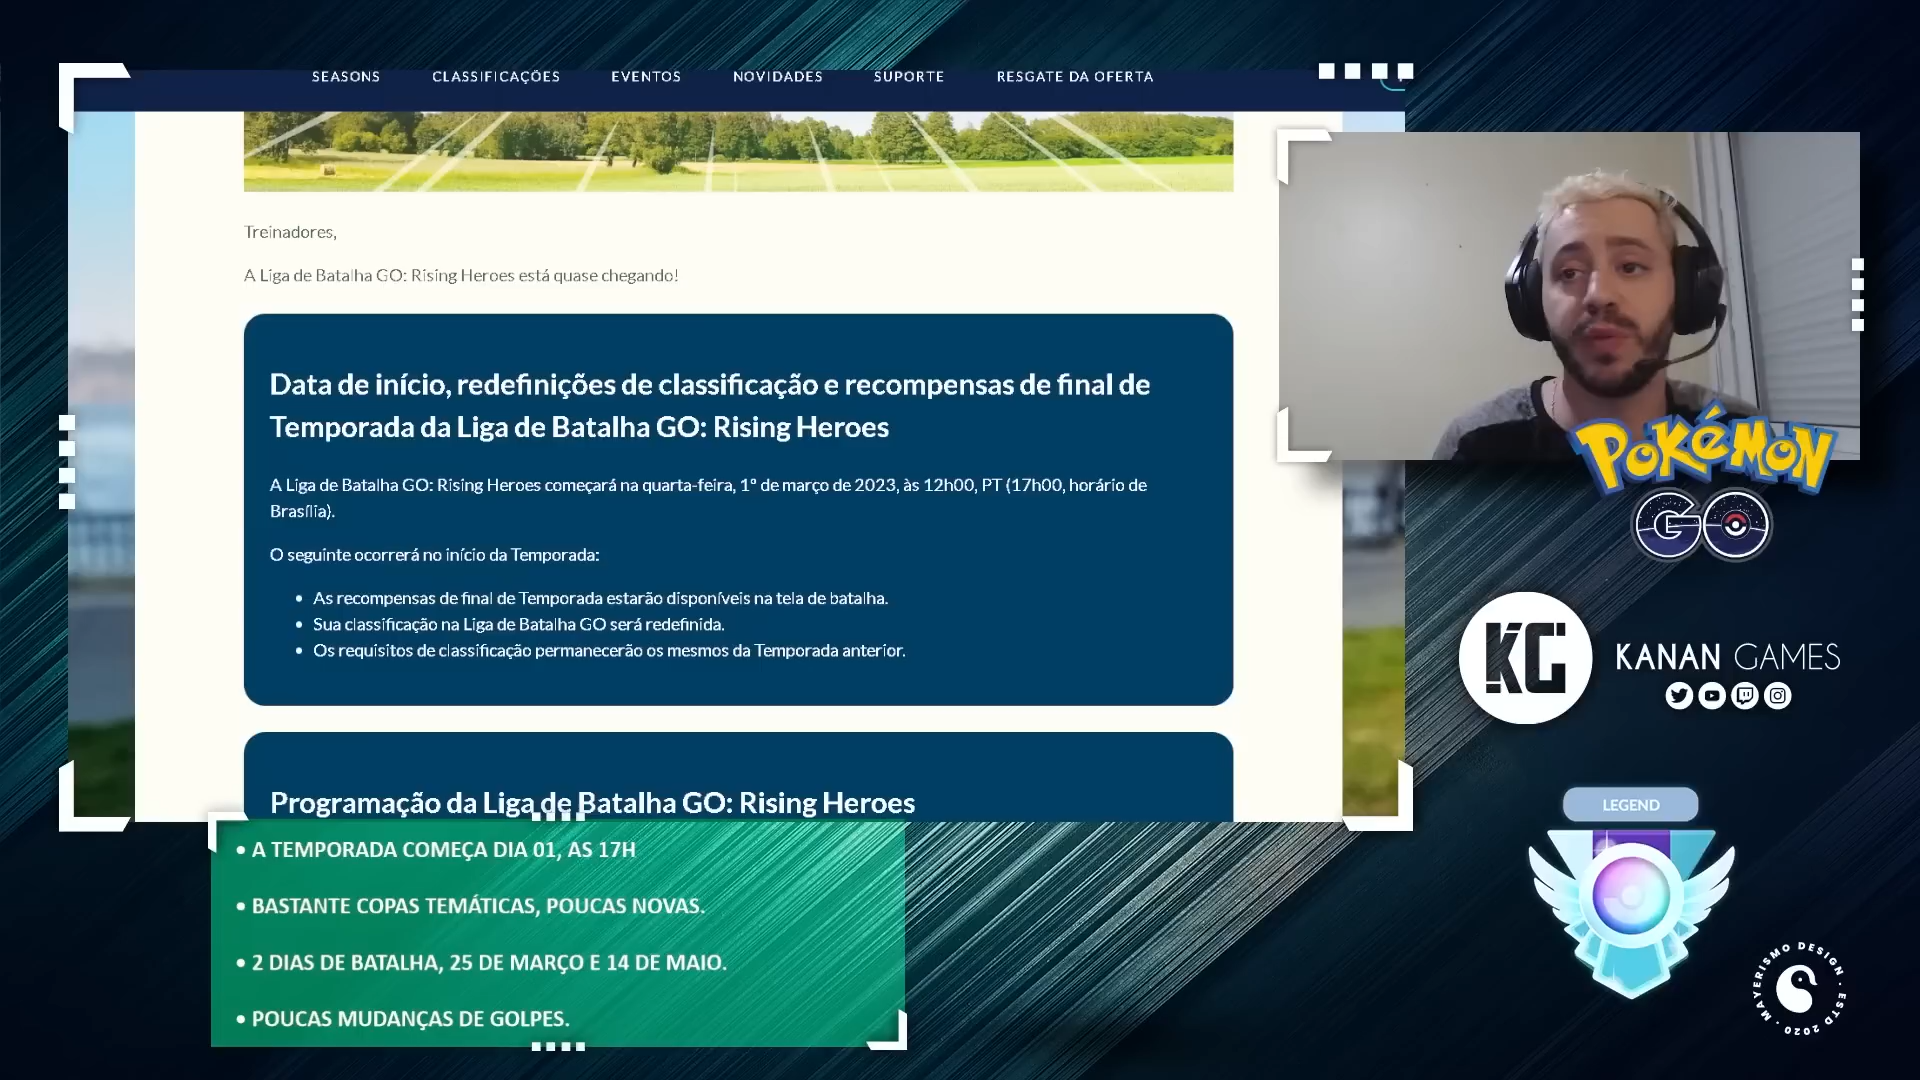 SEASONS CLASSIFICAÇÕES EVENTOS NOVIDADES SUPORTE RESGATE DA OFERTA
Treinadores,
A Liga de Batalha GO: Rising Heroes está quase chegando!
Data de início, redefinições de classificação e recompensas de final de
Temporada da Liga de Batalha GO: Rising Heroes
A Liga de Batalha GO: Rising Heroes começará na quarta-feira, 1º de março de 2023, às 12h00, PT (17h00, horário de
Brasília).
O seguinte ocorrerá no início da Temporada:
• As recompensas de final de Temporada estarão disponíveis na tela de batalha.
• Sua classificação na Liga de Batalha GO será redefinida.
• Os requisitos de classificação permanecerão os mesmos da Temporada anterior.
Programação da Liga de Batalha GO: Rising Heroes
• A TEMPORADA COMEÇA DIA 01, AS 17H
• BASTANTE COPAS TEMÁTICAS, POUCAS NOVAS.
• 2 DIAS DE BATALHA, 25 DE MARÇO E 14 DE MAIO.
• POUCAS MUDANÇAS DE GOLPES.
POKéMON
GO
KG
KANAN GAMES
LEGEND
MAYERISMO DESIGN · ESTD 2020 ·